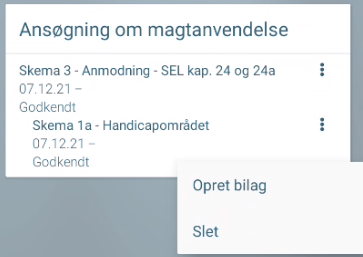 Ansøgning om magtanvendelse
Skema 3 - Anmodning - SEL kap. 24 og 24a
07.12.21 –
Godkendt
Skema 1a - Handicapområdet
07.12.21 –
Godkendt
Opret bilag
Slet